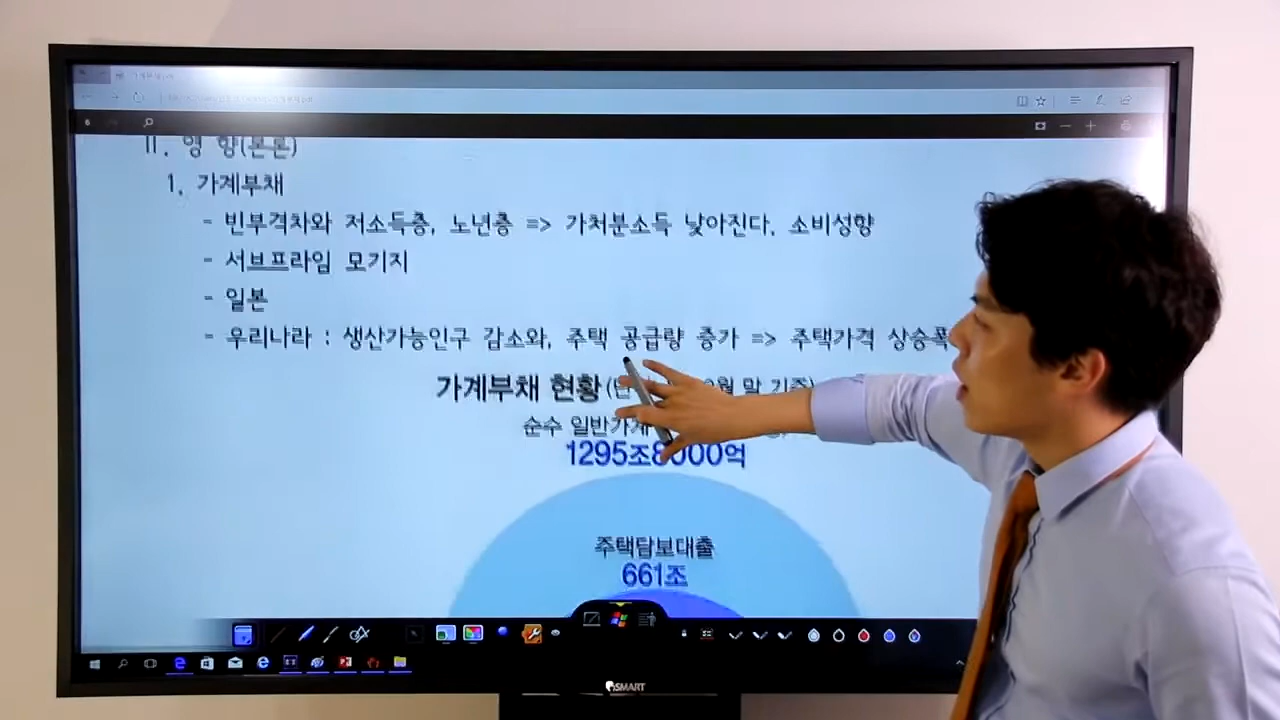 II. 영 향(본론)
1. 가계부채
- 빈부격차와 저소득층, 노년층 => 가처분소득 낮아진다, 소비성향
- 서브프라임 모기지
- 일본
- 우리나라 : 생산가능인구 감소와, 주택 공급량 증가 => 주택가격 상승폭
가계부채 현황 월 말 기준)
순수 일반가계
1295조8000억
주택담보대출
661조
SMART